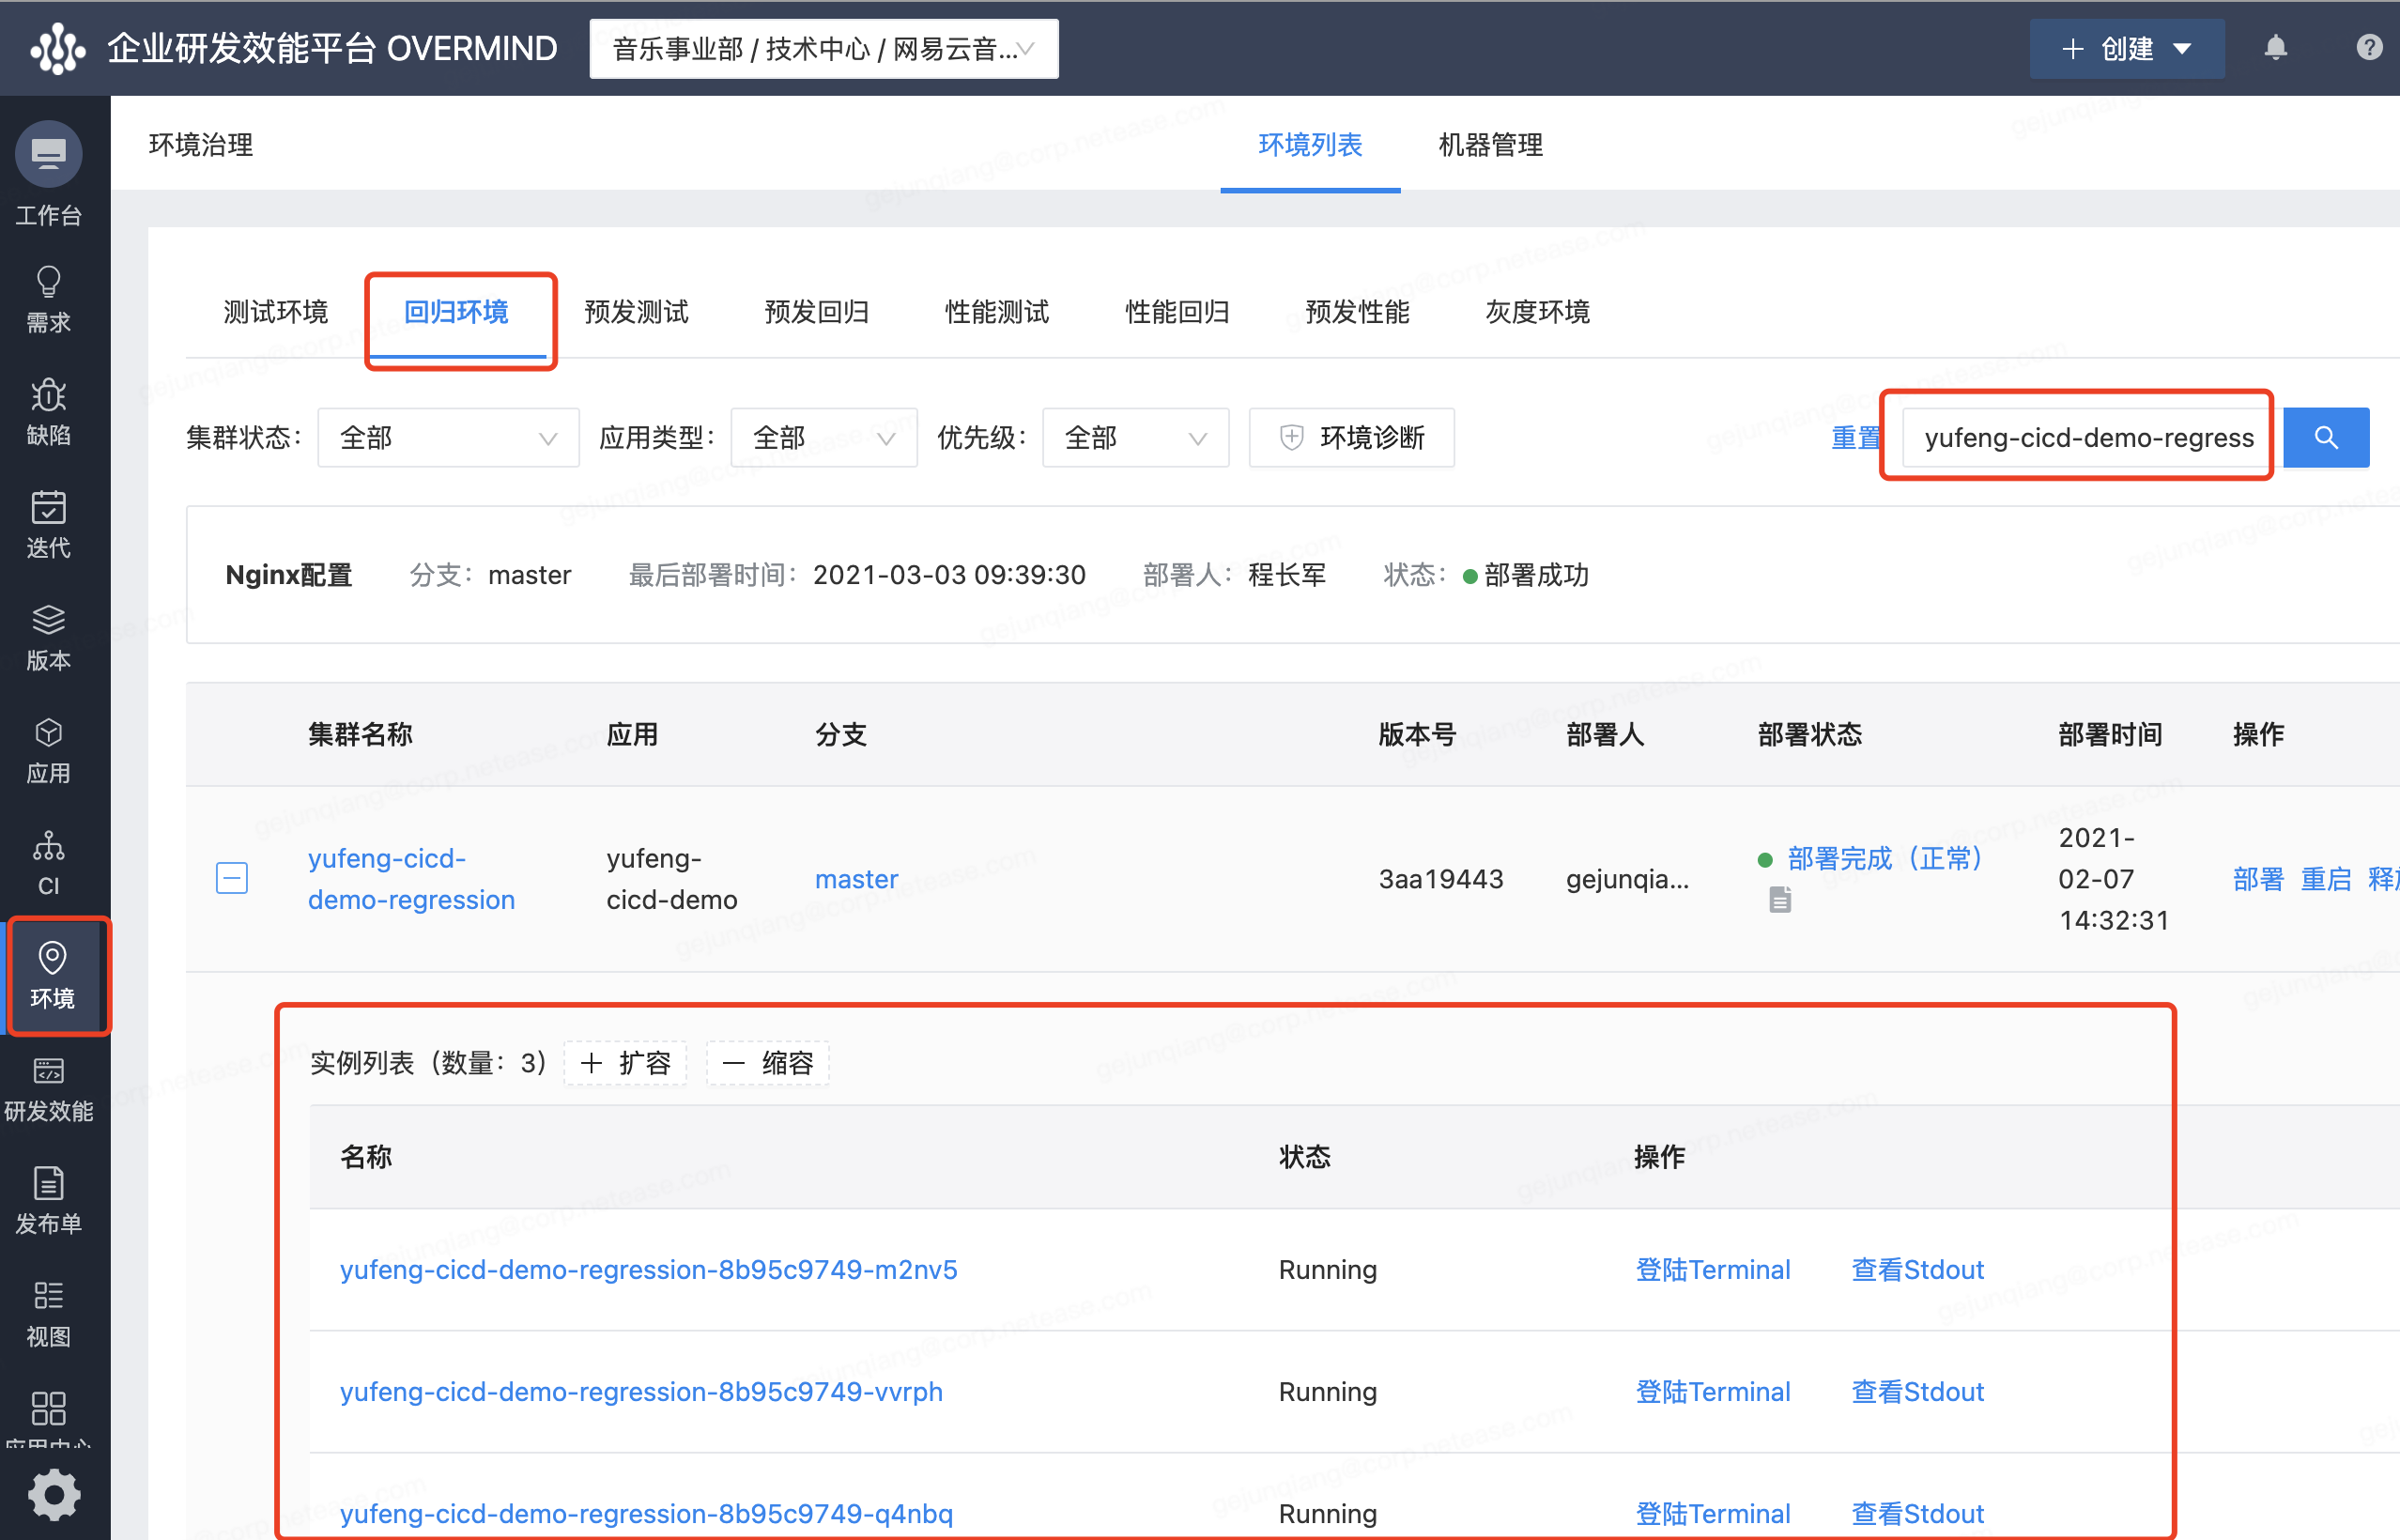 企业研发效能平台 OVERMIND
音乐事业部 / 技术中心 / 网易云音...
+ 创建
工作台
需求
缺陷
迭代
版本
应用
CI
环境
研发效能
发布单
视图
应用中心
环境治理
环境列表 机器管理
测试环境 回归环境 预发测试 预发回归 性能测试 性能回归 预发性能 灰度环境
集群状态： 全部 应用类型： 全部 优先级： 全部 环境诊断 重置 yufeng-cicd-demo-regress
Nginx配置 分支： master 最后部署时间： 2021-03-03 09:39:30 部署人： 程长军 状态： 部署成功
集群名称 应用 分支 版本号 部署人 部署状态 部署时间 操作
yufeng-cicd-
demo-regression
yufeng-
cicd-demo
master
3aa19443
gejunqia...
部署完成（正常）
2021-
02-07
14:32:31
部署 重启 释放
实例列表（数量：3） + 扩容 — 缩容
名称 状态 操作
yufeng-cicd-demo-regression-8b95c9749-m2nv5 Running 登陆Terminal 查看Stdout
yufeng-cicd-demo-regression-8b95c9749-vvrph Running 登陆Terminal 查看Stdout
yufeng-cicd-demo-regression-8b95c9749-q4nbq Running 登陆Terminal 查看Stdout
gejunqiang@corp.netease.com